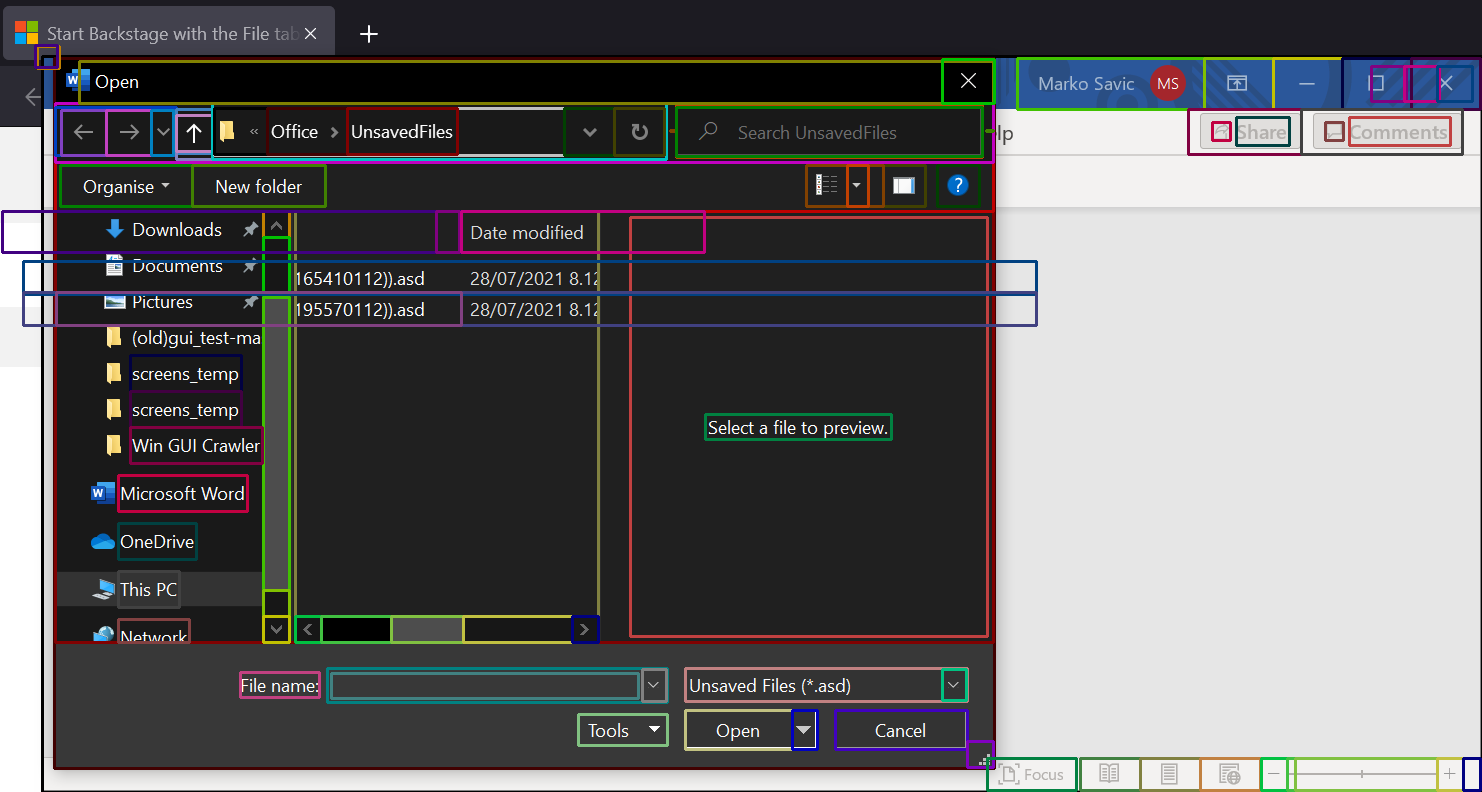 Start Backstage with the File tab
Open
Marko Savic MS
« Office > UnsavedFiles
Search UnsavedFiles
lp
Share
Comments
Organise
New folder
Downloads
Date modified
Documents
165410112)).asd 28/07/2021 8.12
Pictures
195570112)).asd 28/07/2021 8.12
(old)gui_test-ma
screens_temp
screens_temp
Select a file to preview.
Win GUI Crawler
Microsoft Word
OneDrive
This PC
Network
File name:
Unsaved Files (*.asd)
Tools
Open
Cancel
Focus